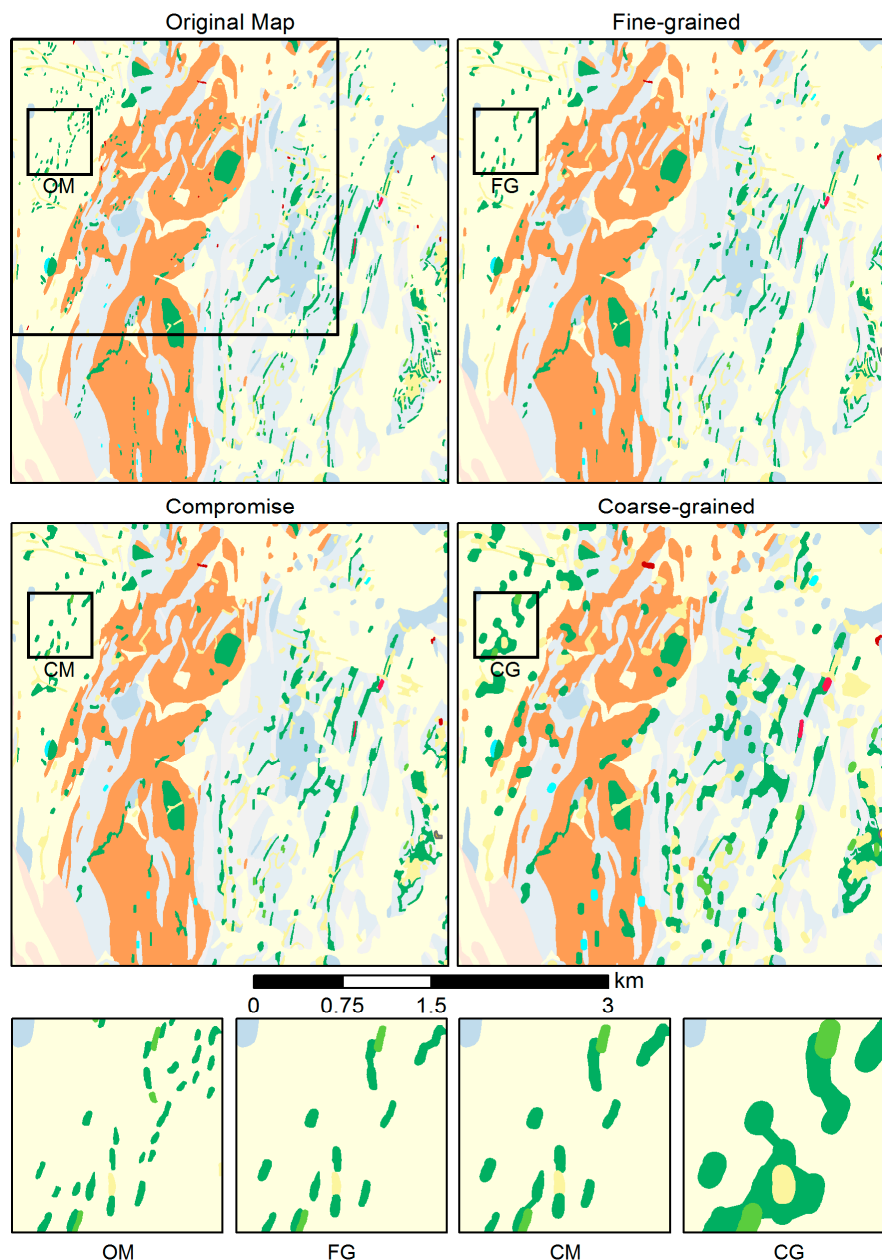 Original Map
Fine-grained
OM
FG
Compromise
Coarse-grained
CM
CG
km
0 0.75 1.5 3
OM FG CM CG